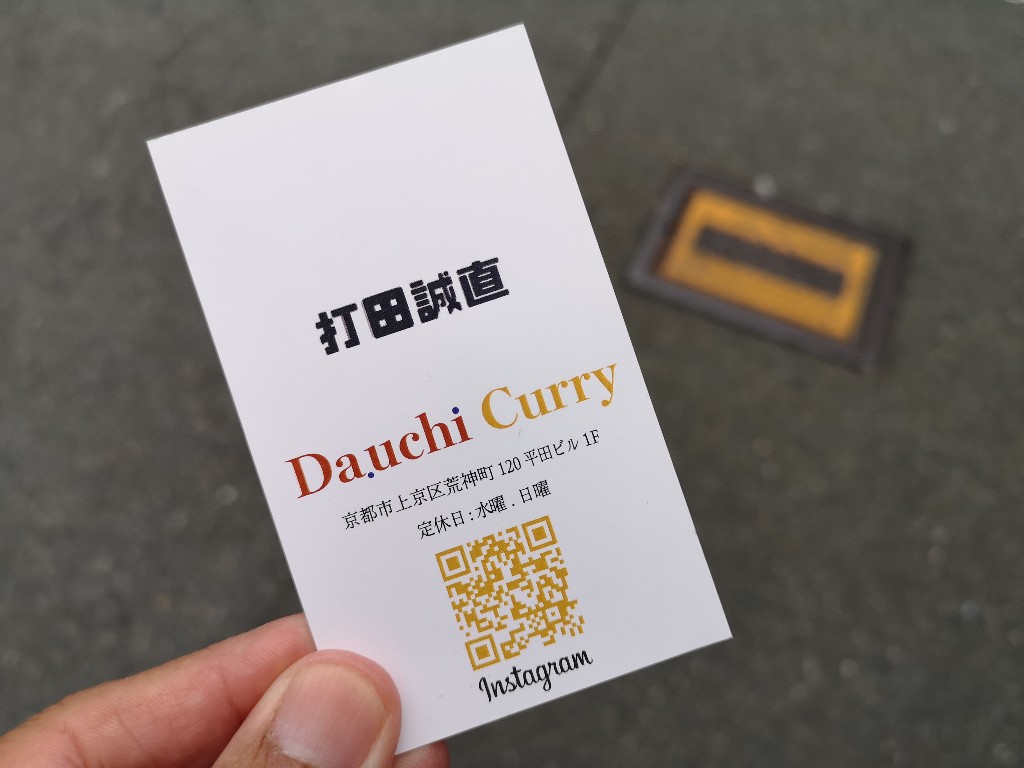 打田誠直
Dauchi Curry
京都市上京区荒神町 120 平田ビル 1F
定休日 : 水曜 . 日曜
Instagram